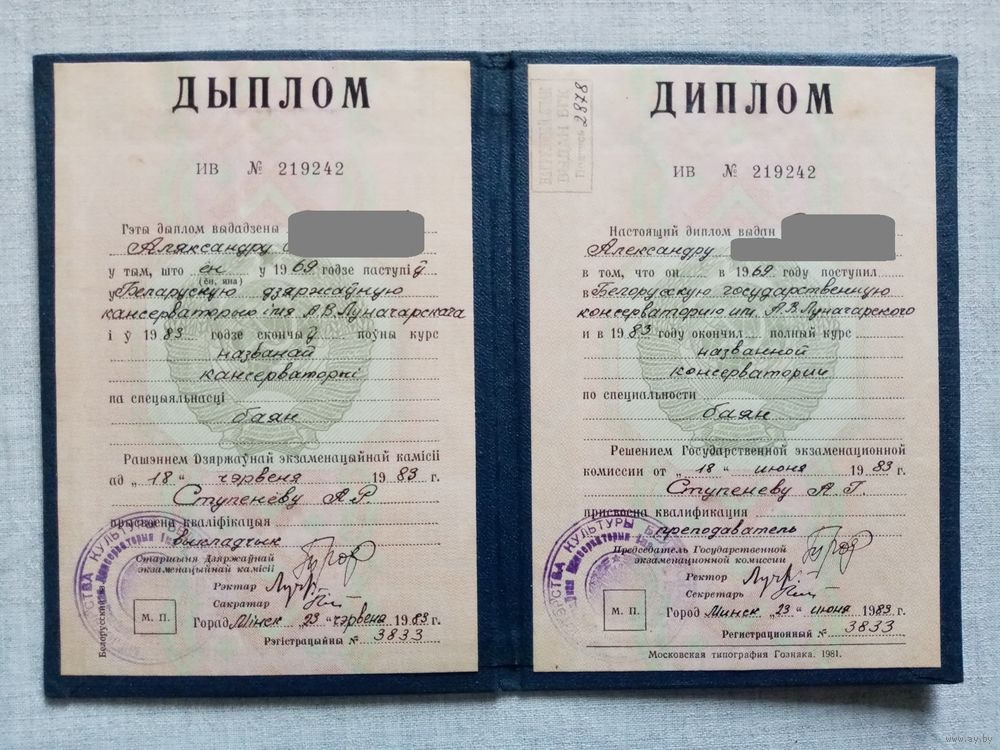 ДЫПЛОМ
ИВ № 219242
Гэты дыплом выдадзены
Аляксандру
у тым, што ён у 1969 годзе паступіў
(ён, яна)
у Беларускую дзяржаўную
кансерваторыю імя А.В.Луначарскага
і ў 1983 годзе скончыў поўны курс
названай
кансерваторыі
па спецыяльнасці
баян
Рашэннем Дзяржаўнай экзаменацыйнай камісіі
ад „18“ чэрвеня 1983 г.
Ступеневу А.Р.
прысвоена кваліфікацыя
выкладчык
Старшыня Дзяржаўнай
экзаменацыйнай камісіі
Рэктар
Сакратар
М. П.
Горад Мінск „23“ чэрвеня 1983 г.
Рэгістрацыйны № 3833
ДИПЛОМ
2878
ИВ № 219242
Настоящий диплом выдан
Александру
в том, что он в 1969 году поступил
в Белорусскую государственную
консерваторию им. А.В.Луначарского
и в 1983 году окончил полный курс
названной
консерватории
по специальности
баян
Решением Государственной экзаменационной
комиссии от „18“ июня 1983 г.
Ступеневу А.Г.
присвоена квалификация
преподаватель
Председатель Государственной
экзаменационной комиссии
Ректор
Секретарь
М. П.
Город Минск „23“ июня 1983 г.
Регистрационный № 3833
Московская типография Гознака. 1981.
www.ay.by